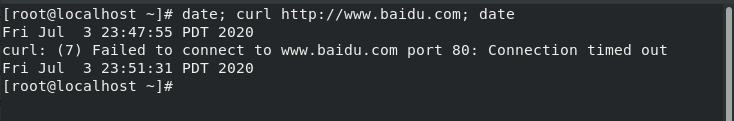 [root@localhost ~]# date; curl http://www.baidu.com; date
Fri Jul  3 23:47:55 PDT 2020
curl: (7) Failed to connect to www.baidu.com port 80: Connection timed out
Fri Jul  3 23:51:31 PDT 2020
[root@localhost ~]#